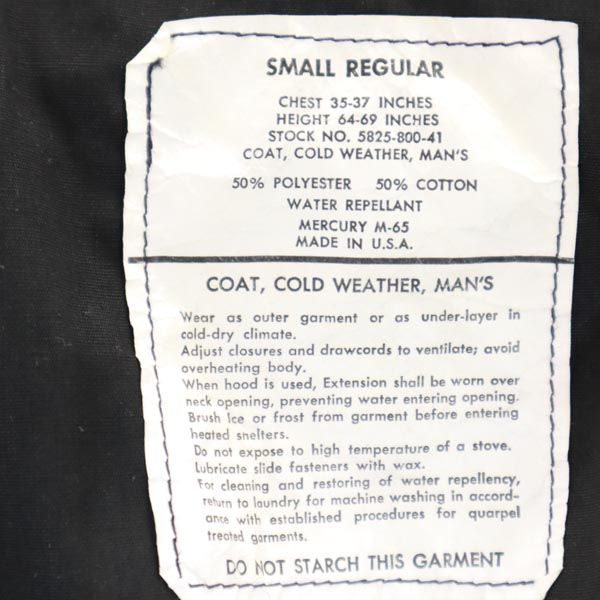 SMALL REGULAR
CHEST 35-37 INCHES
HEIGHT 64-69 INCHES
STOCK NO. 5825-800-41
COAT, COLD WEATHER, MAN'S
50% POLYESTER 50% COTTON
WATER REPELLANT
MERCURY M-65
MADE IN U.S.A.
COAT, COLD WEATHER, MAN'S
Wear as outer garment or as under-layer in
cold-dry climate.
Adjust closures and drawcords to ventilate; avoid
overheating body.
When hood is used, Extension shall be worn over
neck opening, preventing water entering opening.
Brush Ice or frost from garment before entering
heated snelters.
Do not expose to high temperature of a stove.
Lubricate slide fasteners with wax.
For cleaning and restoring of water repellency,
return to laundry for machine washing in accord-
ance with established procedures for quarpel
treated garments.
DO NOT STARCH THIS GARMENT